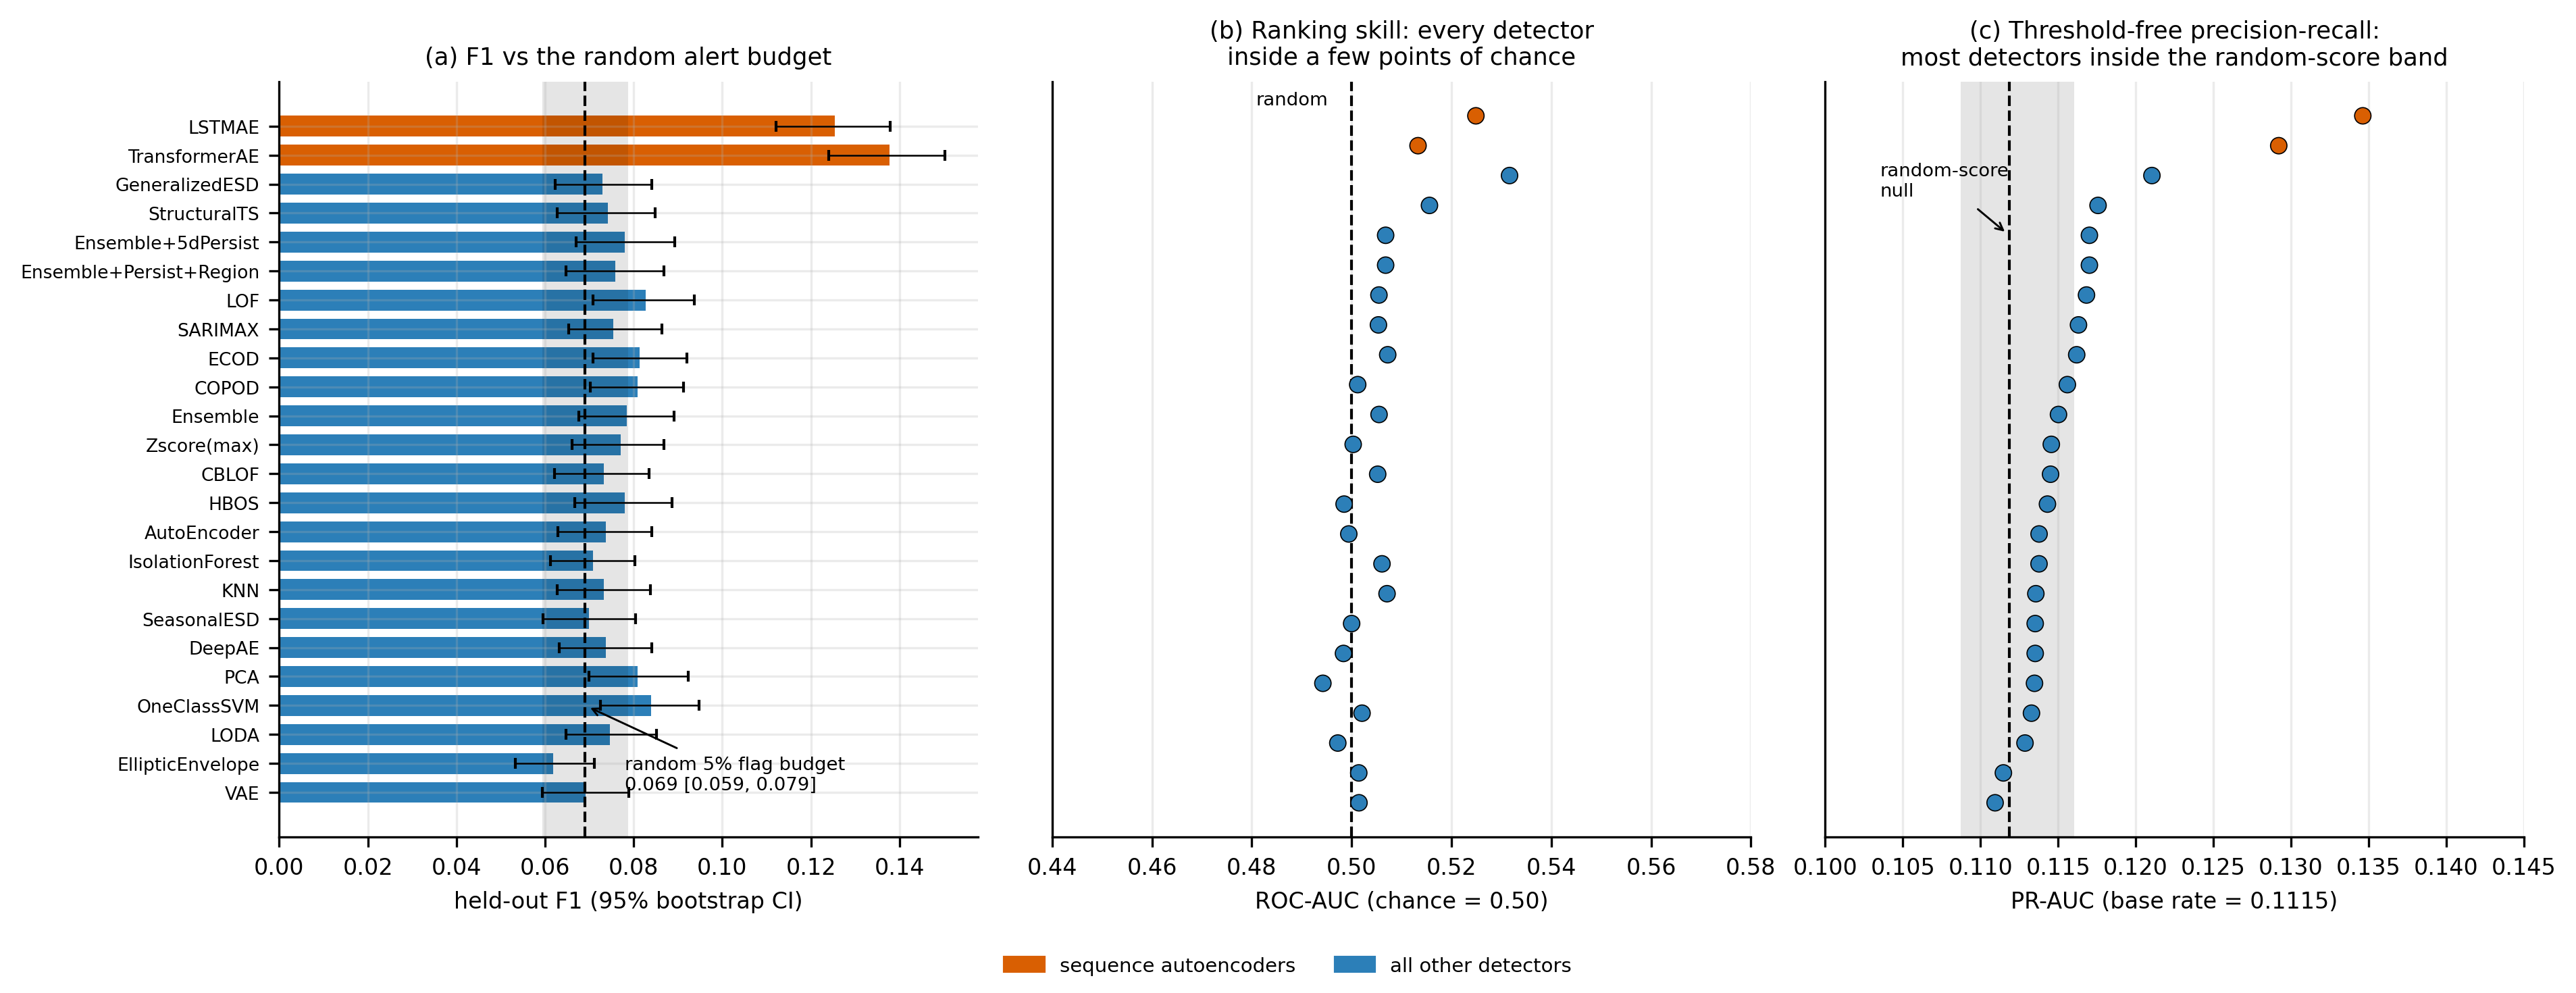 (a) F1 vs the random alert budget
LSTMAE
TransformerAE
GeneralizedESD
StructuralTS
Ensemble+5dPersist
Ensemble+Persist+Region
LOF
SARIMAX
ECOD
COPOD
Ensemble
Zscore(max)
CBLOF
HBOS
AutoEncoder
IsolationForest
KNN
SeasonalESD
DeepAE
PCA
OneClassSVM
LODA
EllipticEnvelope
VAE
random 5% flag budget
0.069 [0.059, 0.079]
0.00 0.02 0.04 0.06 0.08 0.10 0.12 0.14
held-out F1 (95% bootstrap CI)
(b) Ranking skill: every detector
inside a few points of chance
random
0.44 0.46 0.48 0.50 0.52 0.54 0.56 0.58
ROC-AUC (chance = 0.50)
(c) Threshold-free precision-recall:
most detectors inside the random-score band
random-score
null
0.100 0.105 0.110 0.115 0.120 0.125 0.130 0.135 0.140 0.145
PR-AUC (base rate = 0.1115)
sequence autoencoders
all other detectors